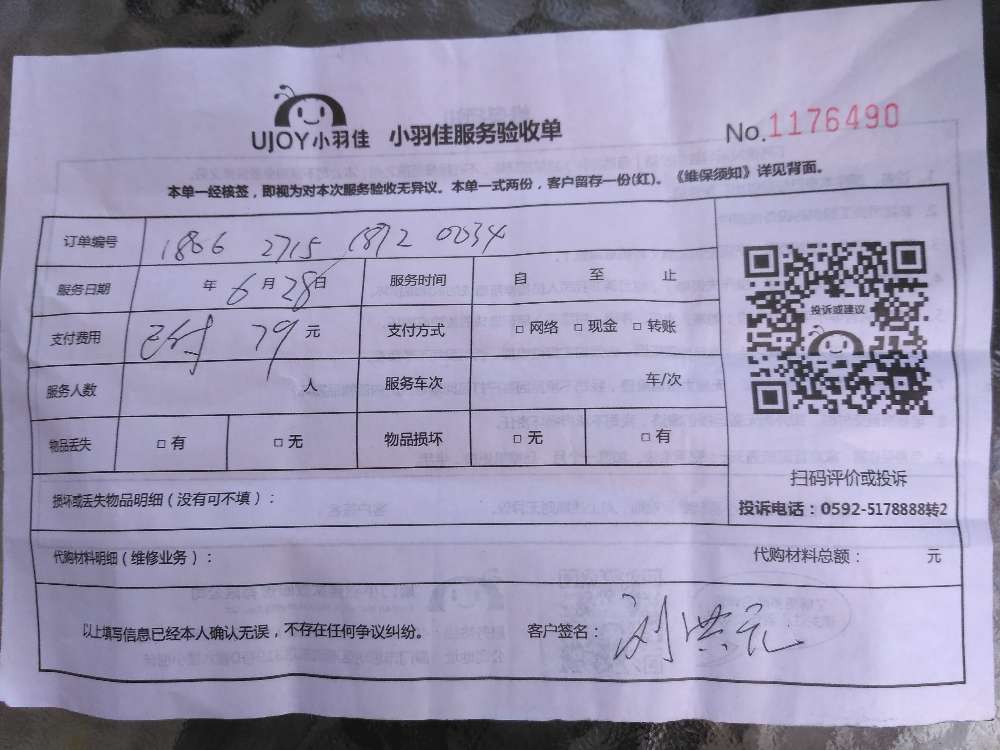 UJOY小羽佳 小羽佳服务验收单 No.1176490
本单一经核签，即视为对本次服务验收无异议。本单一式两份，客户留存一份(红)。《维保须知》详见背面。
订单编号 1866 2715 1872 0034
服务日期 年 6 月 28 日 服务时间 自 至 止
支付费用 79 元 支付方式 □ 网络 □ 现金 □ 转账
服务人数 人 服务车次 车/次
物品丢失 □ 有 □ 无 物品损坏 □ 无 □ 有
投诉或建议
扫码评价或投诉
投诉电话：0592-5178888转2
损坏或丢失物品明细（没有可不填）：
代购材料明细（维修业务）： 代购材料总额： 元
以上填写信息已经本人确认无误，不存在任何争议纠纷。 客户签名：刘洪元